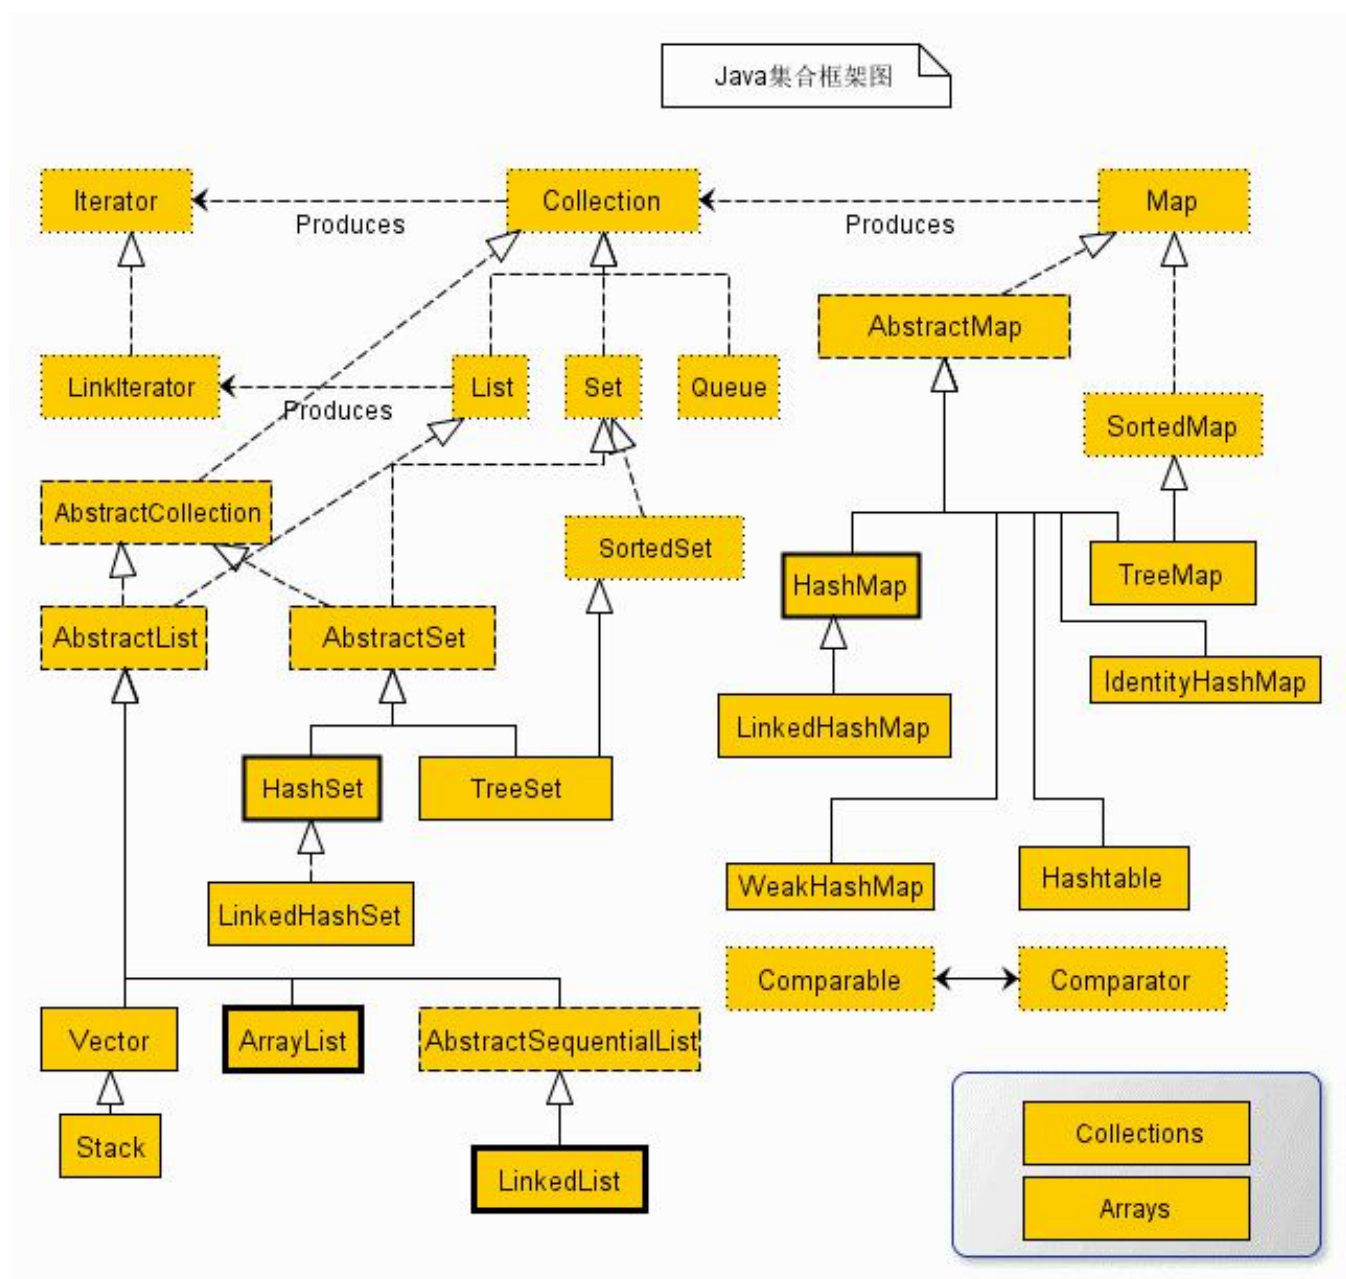 Java集合框架图
Iterator
Produces
Collection
Produces
Map
AbstractMap
LinkIterator
Produces
List
Set
Queue
SortedMap
AbstractCollection
SortedSet
TreeMap
HashMap
AbstractList
AbstractSet
IdentityHashMap
LinkedHashMap
HashSet
TreeSet
WeakHashMap
Hashtable
LinkedHashSet
Comparable
Comparator
Vector
ArrayList
AbstractSequentialList
Stack
LinkedList
Collections
Arrays